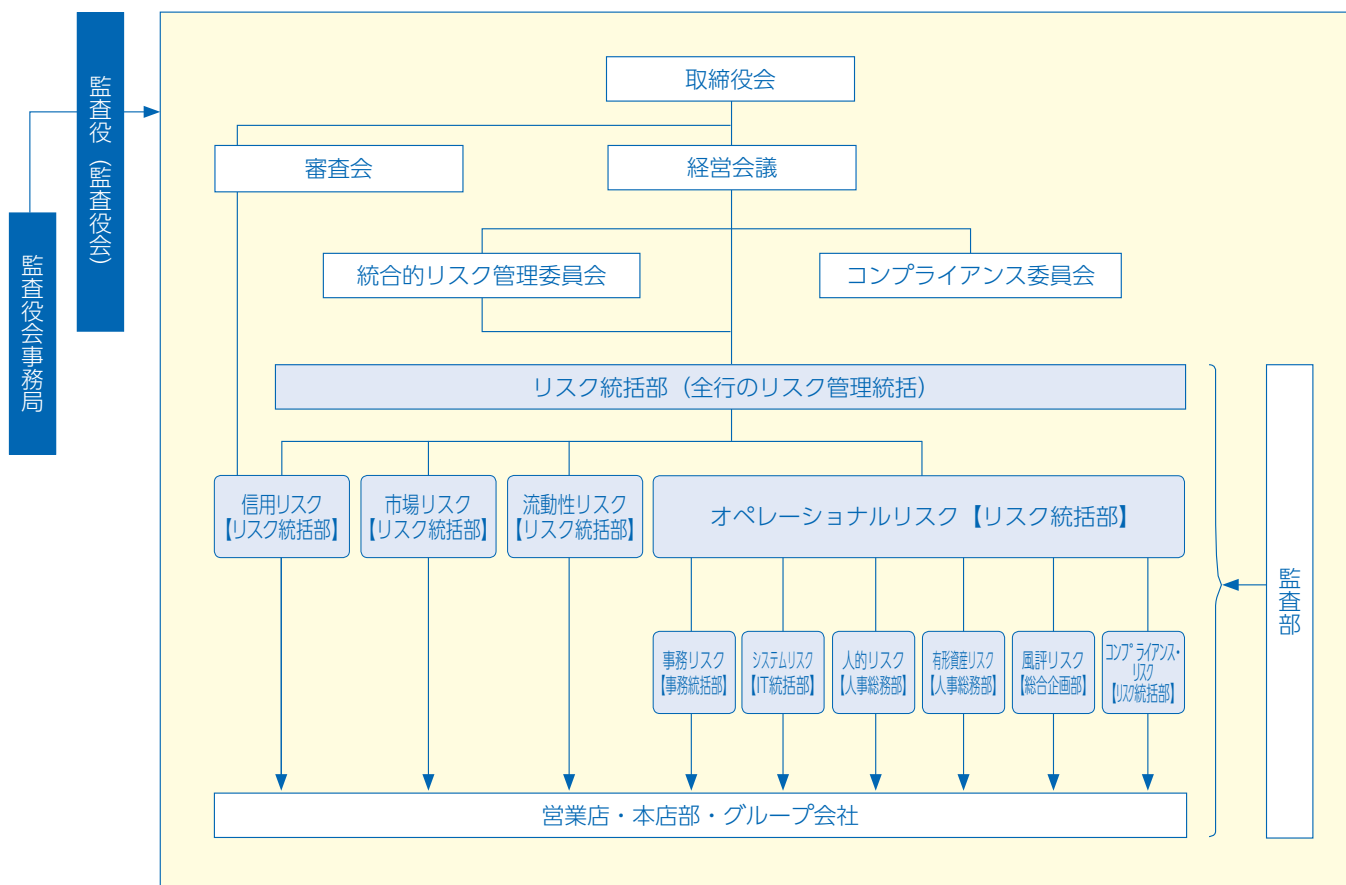 監査役会事務局
監査役（監査役会）
取締役会
審査会
経営会議
統合的リスク管理委員会
コンプライアンス委員会
リスク統括部（全行のリスク管理統括）
信用リスク
【リスク統括部】
市場リスク
【リスク統括部】
流動性リスク
【リスク統括部】
オペレーショナルリスク【リスク統括部】
事務リスク
【事務統括部】
システムリスク
【IT統括部】
人的リスク
【人事総務部】
有形資産リスク
【人事総務部】
風評リスク
【総合企画部】
コンプライアンス・
リスク
【リスク統括部】
営業店・本店部・グループ会社
監査部